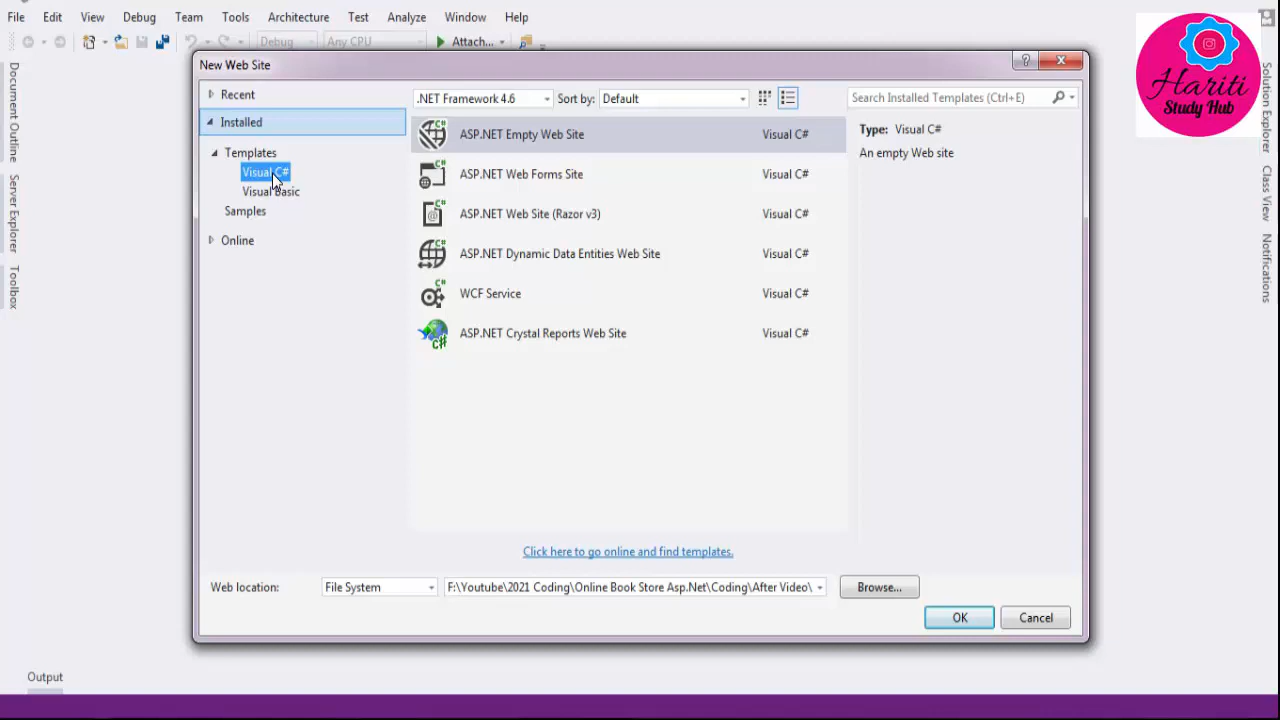 File Edit View Debug Team Tools Architecture Test Analyze Window Help
Debug Any CPU Attach...
New Web Site
Recent
Installed
Templates
Visual C#
Visual Basic
Samples
Online
.NET Framework 4.6 Sort by: Default
Search Installed Templates (Ctrl+E)
ASP.NET Empty Web Site Visual C#
ASP.NET Web Forms Site Visual C#
ASP.NET Web Site (Razor v3) Visual C#
ASP.NET Dynamic Data Entities Web Site Visual C#
WCF Service Visual C#
ASP.NET Crystal Reports Web Site Visual C#
Type: Visual C#
An empty Web site
Click here to go online and find templates.
Web location: File System F:\Youtube\2021 Coding\Online Book Store Asp.Net\Coding\After Video\ Browse...
OK Cancel
Output
Document Outline
Server Explorer
Toolbox
Solution Explorer
Class View
Notifications
Hariti
Study Hub